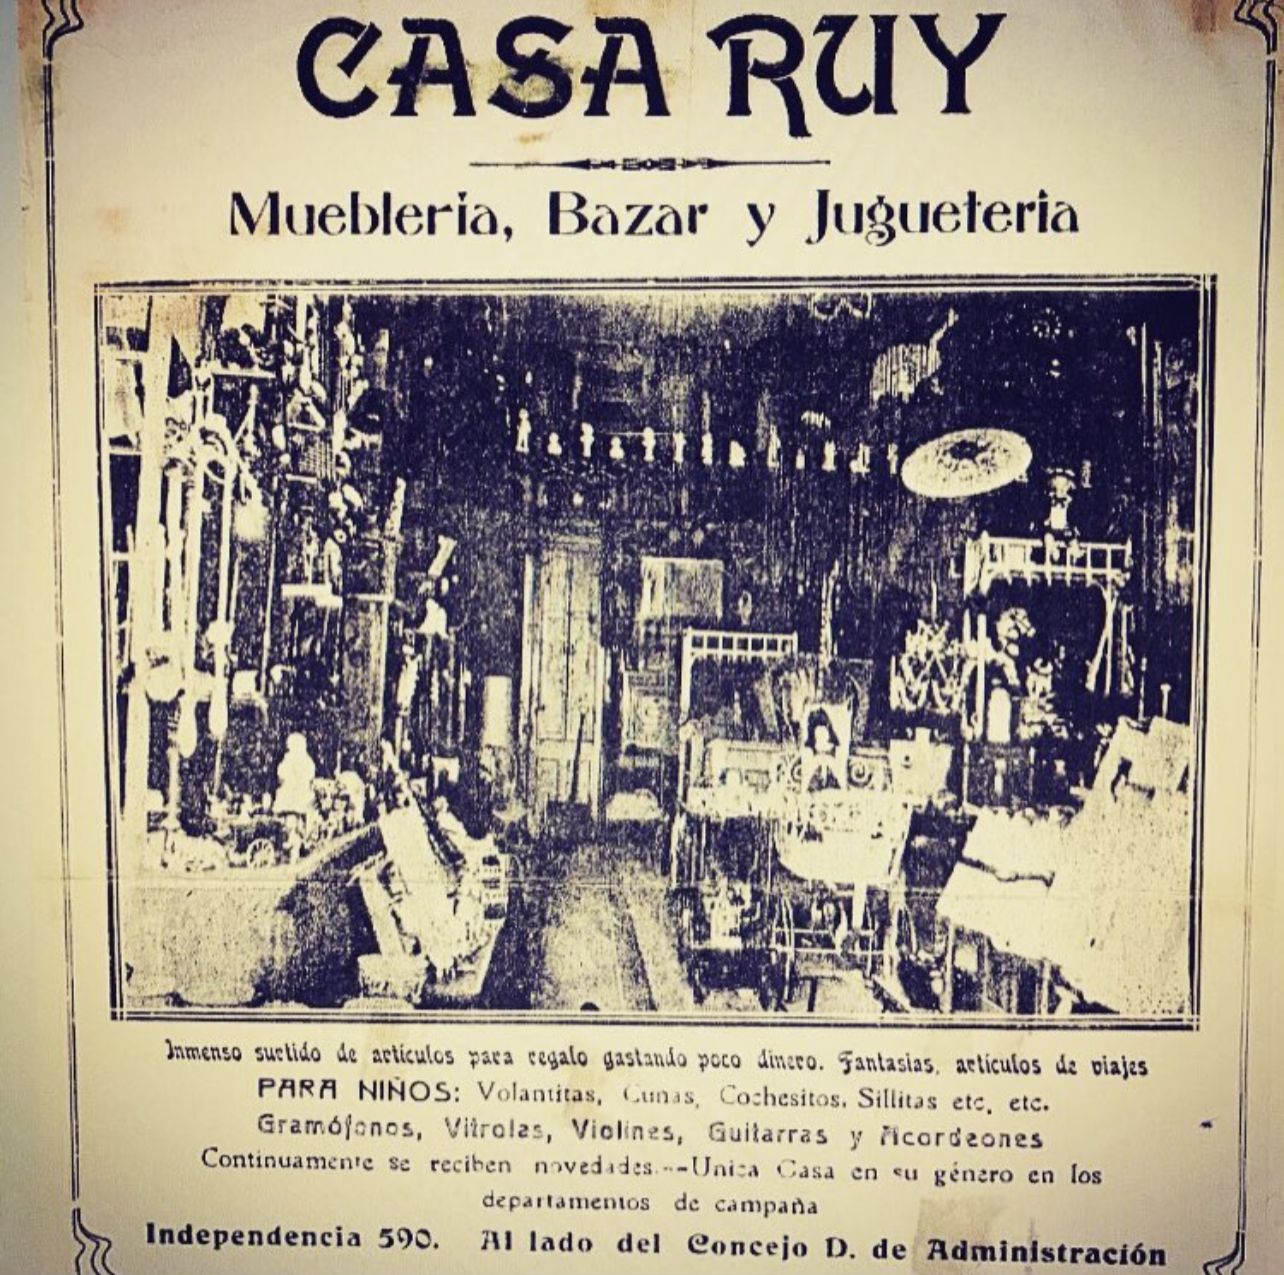 CASA RUY
Muebleria, Bazar y Jugueteria
Inmenso surtido de artículos para regalo gastando poco dinero. Fantasias, artículos de viajes
PARA NIÑOS: Volantitas, Cunas, Cochesitos, Sillitas etc, etc.
Gramófonos, Vitrolas, Violines, Guitarras y Acordeones
Continuamente se reciben novedades.--Unica Casa en su género en los
departamentos de campaña
Independencia 590. Al lado del Concejo D. de Administración